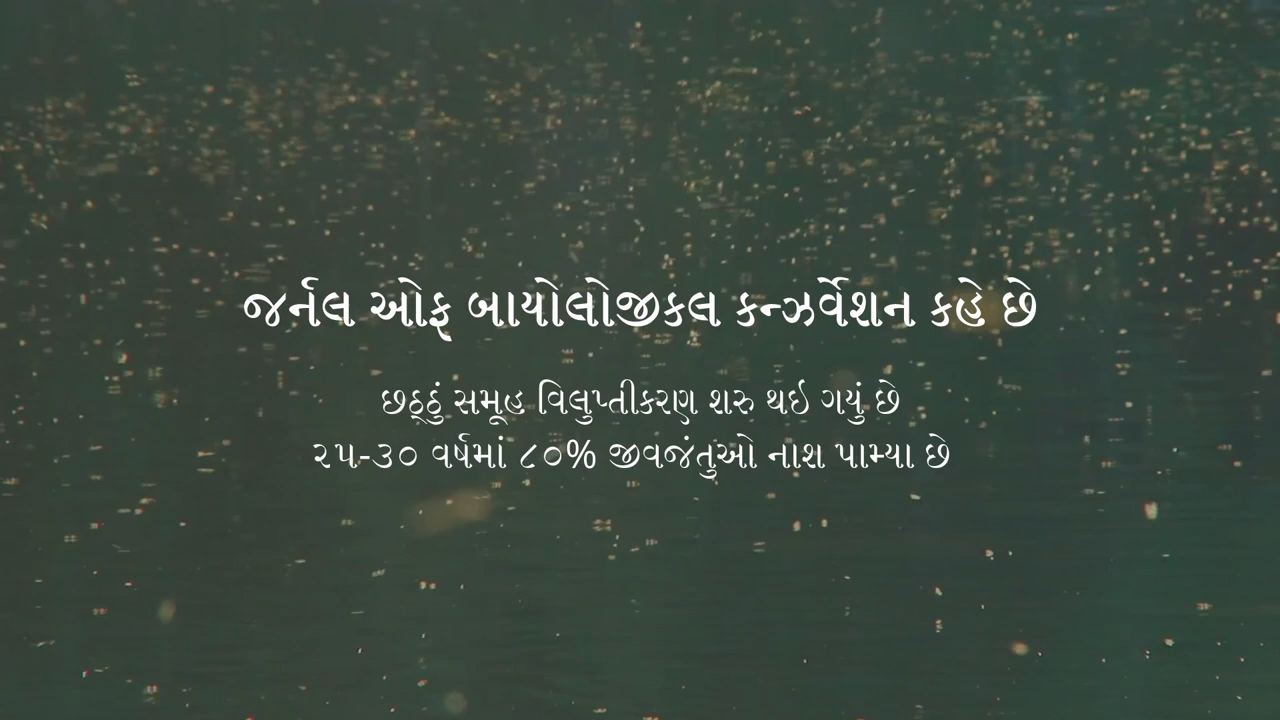 જર્નલ ઓફ બાયોલોજીકલ કન્ઝર્વેશન કહે છે
છઠ્ઠું સમૂહ વિલુપ્તીકરણ શરુ થઇ ગયું છે
૨૫-૩૦ વર્ષમાં ૮૦% જીવજંતુઓ નાશ પામ્યા છે